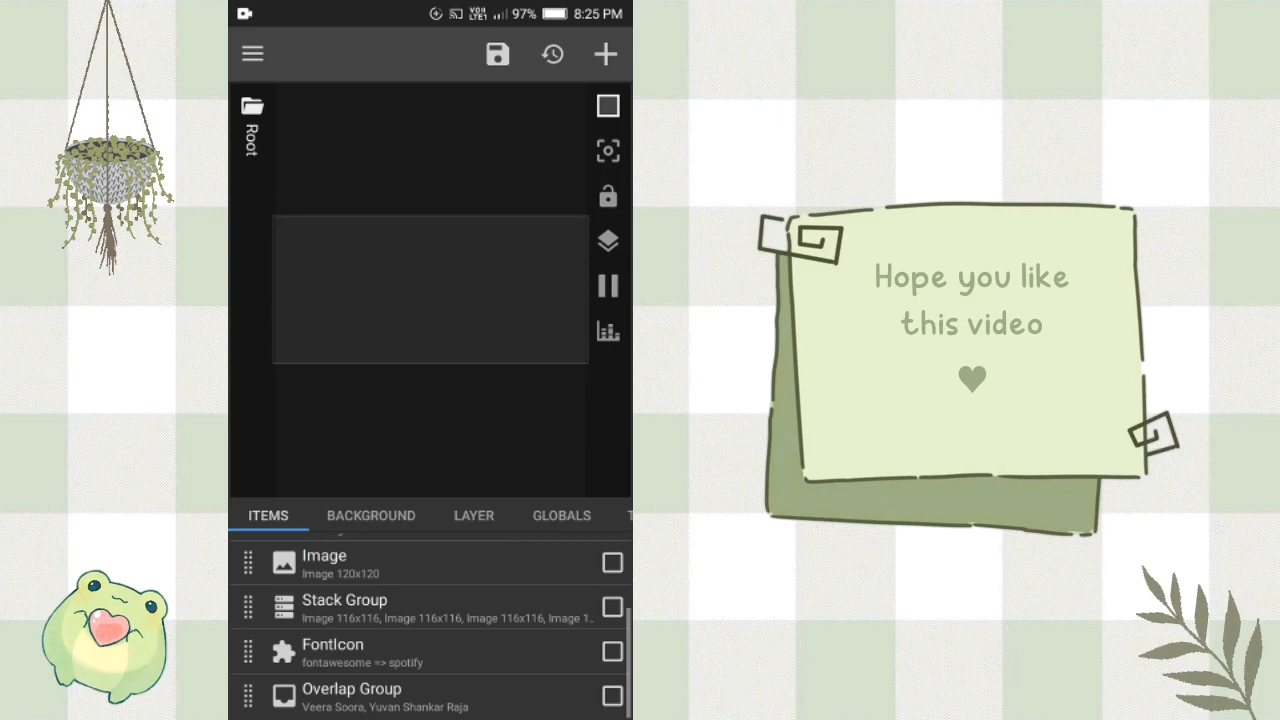 97% 8:25 PM
Root
ITEMS BACKGROUND LAYER GLOBALS
Image
Image 120x120
Stack Group
Image 116x116, Image 116x116, Image 116x116, Image 1..
FontIcon
fontawesome => spotify
Overlap Group
Veera Soora, Yuvan Shankar Raja
Hope you like
this video